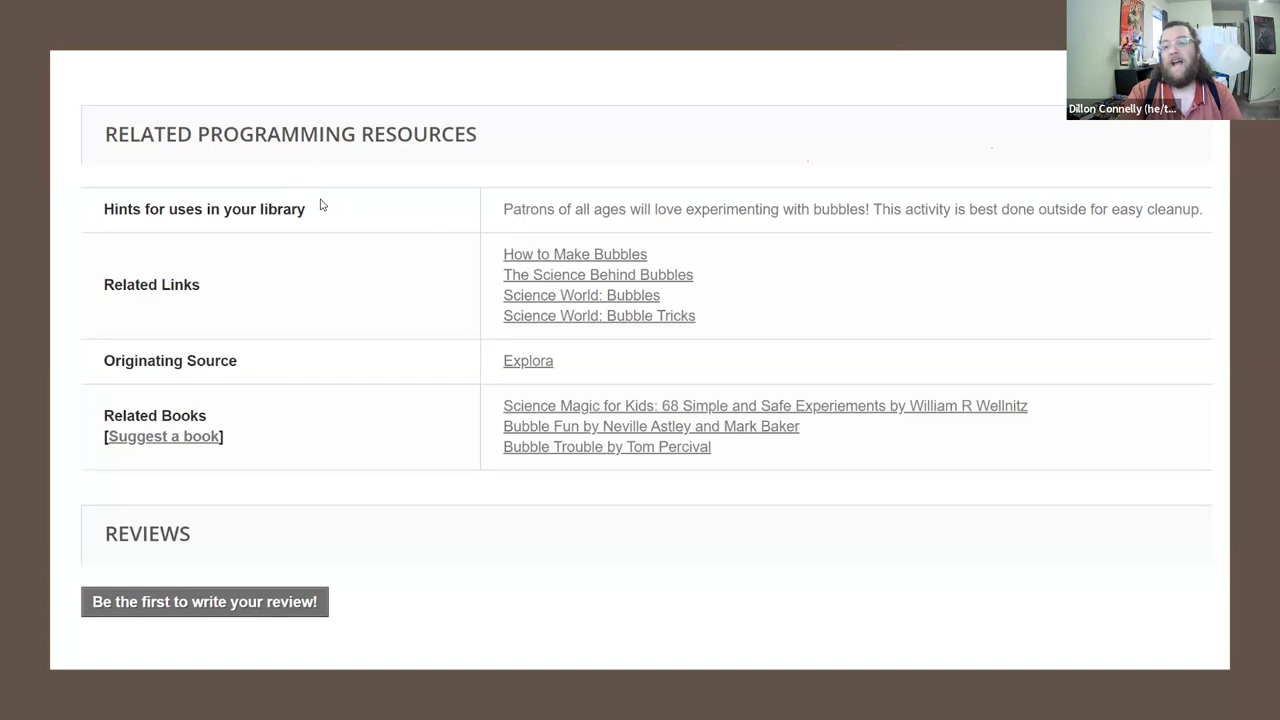 Dillon Connelly (he/t...
RELATED PROGRAMMING RESOURCES
Hints for uses in your library
Patrons of all ages will love experimenting with bubbles! This activity is best done outside for easy cleanup.
Related Links
How to Make Bubbles
The Science Behind Bubbles
Science World: Bubbles
Science World: Bubble Tricks
Originating Source
Explora
Related Books
[Suggest a book]
Science Magic for Kids: 68 Simple and Safe Experiements by William R Wellnitz
Bubble Fun by Neville Astley and Mark Baker
Bubble Trouble by Tom Percival
REVIEWS
Be the first to write your review!